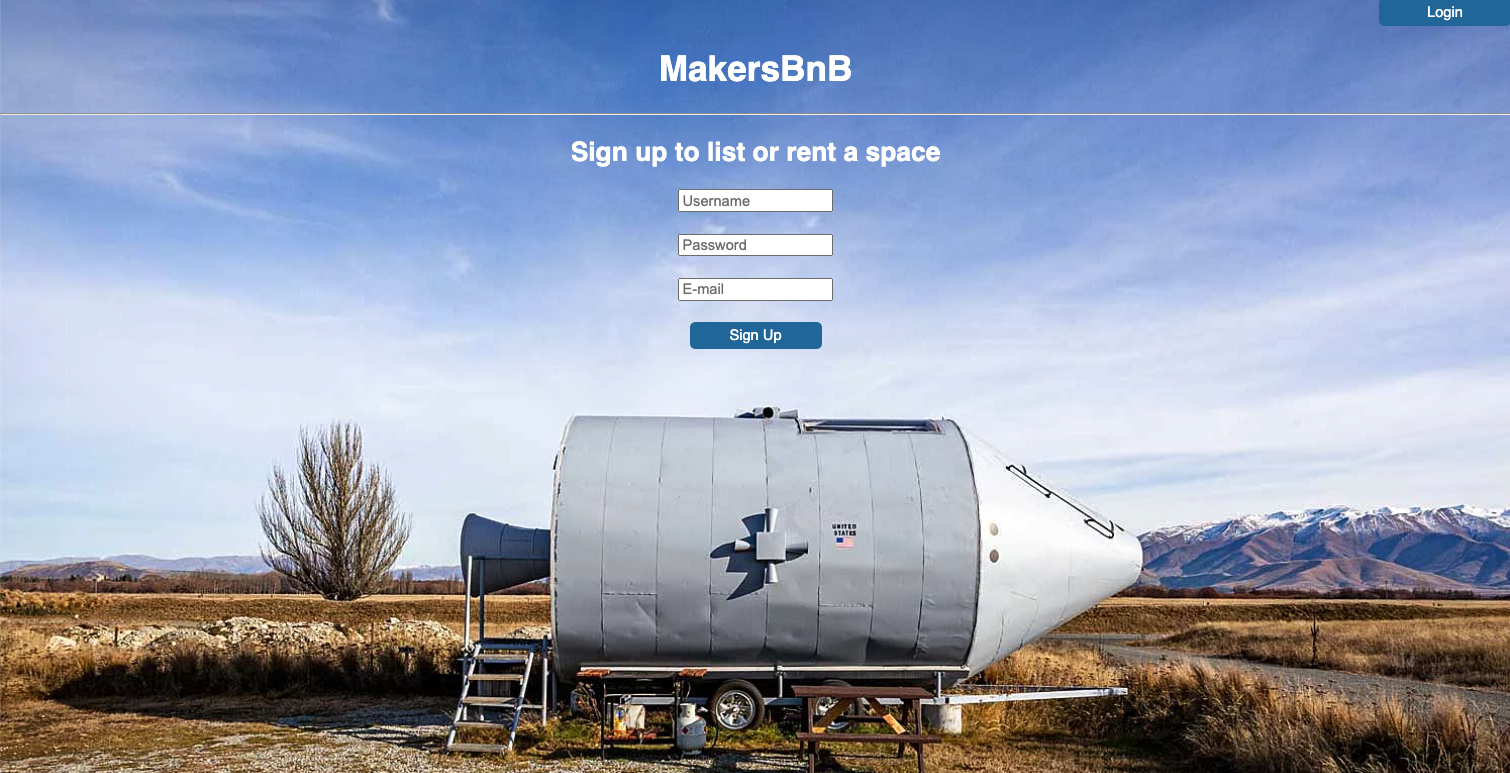 Login
MakersBnB
Sign up to list or rent a space
Username
Password
E-mail
Sign Up
UNITED
STATES